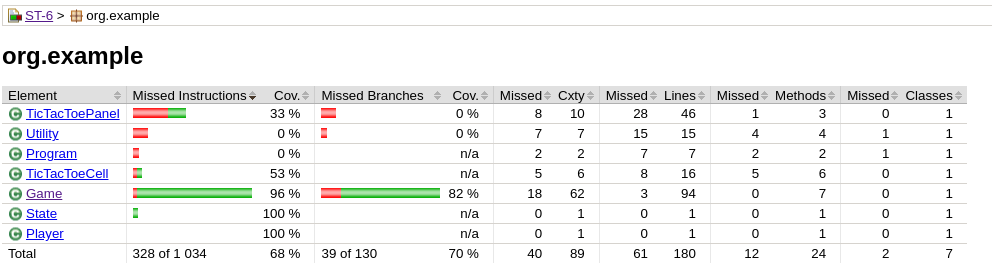 ST-6 > org.example
org.example
Element Missed Instructions Cov. Missed Branches Cov. Missed Cxty Missed Lines Missed Methods Missed Classes
TicTacToePanel 33 % 0 % 8 10 28 46 1 3 0 1
Utility 0 % 0 % 7 7 15 15 4 4 1 1
Program 0 % n/a 2 2 7 7 2 2 1 1
TicTacToeCell 53 % n/a 5 6 8 16 5 6 0 1
Game 96 % 82 % 18 62 3 94 0 7 0 1
State 100 % n/a 0 1 0 1 0 1 0 1
Player 100 % n/a 0 1 0 1 0 1 0 1
Total 328 of 1 034 68 % 39 of 130 70 % 40 89 61 180 12 24 2 7